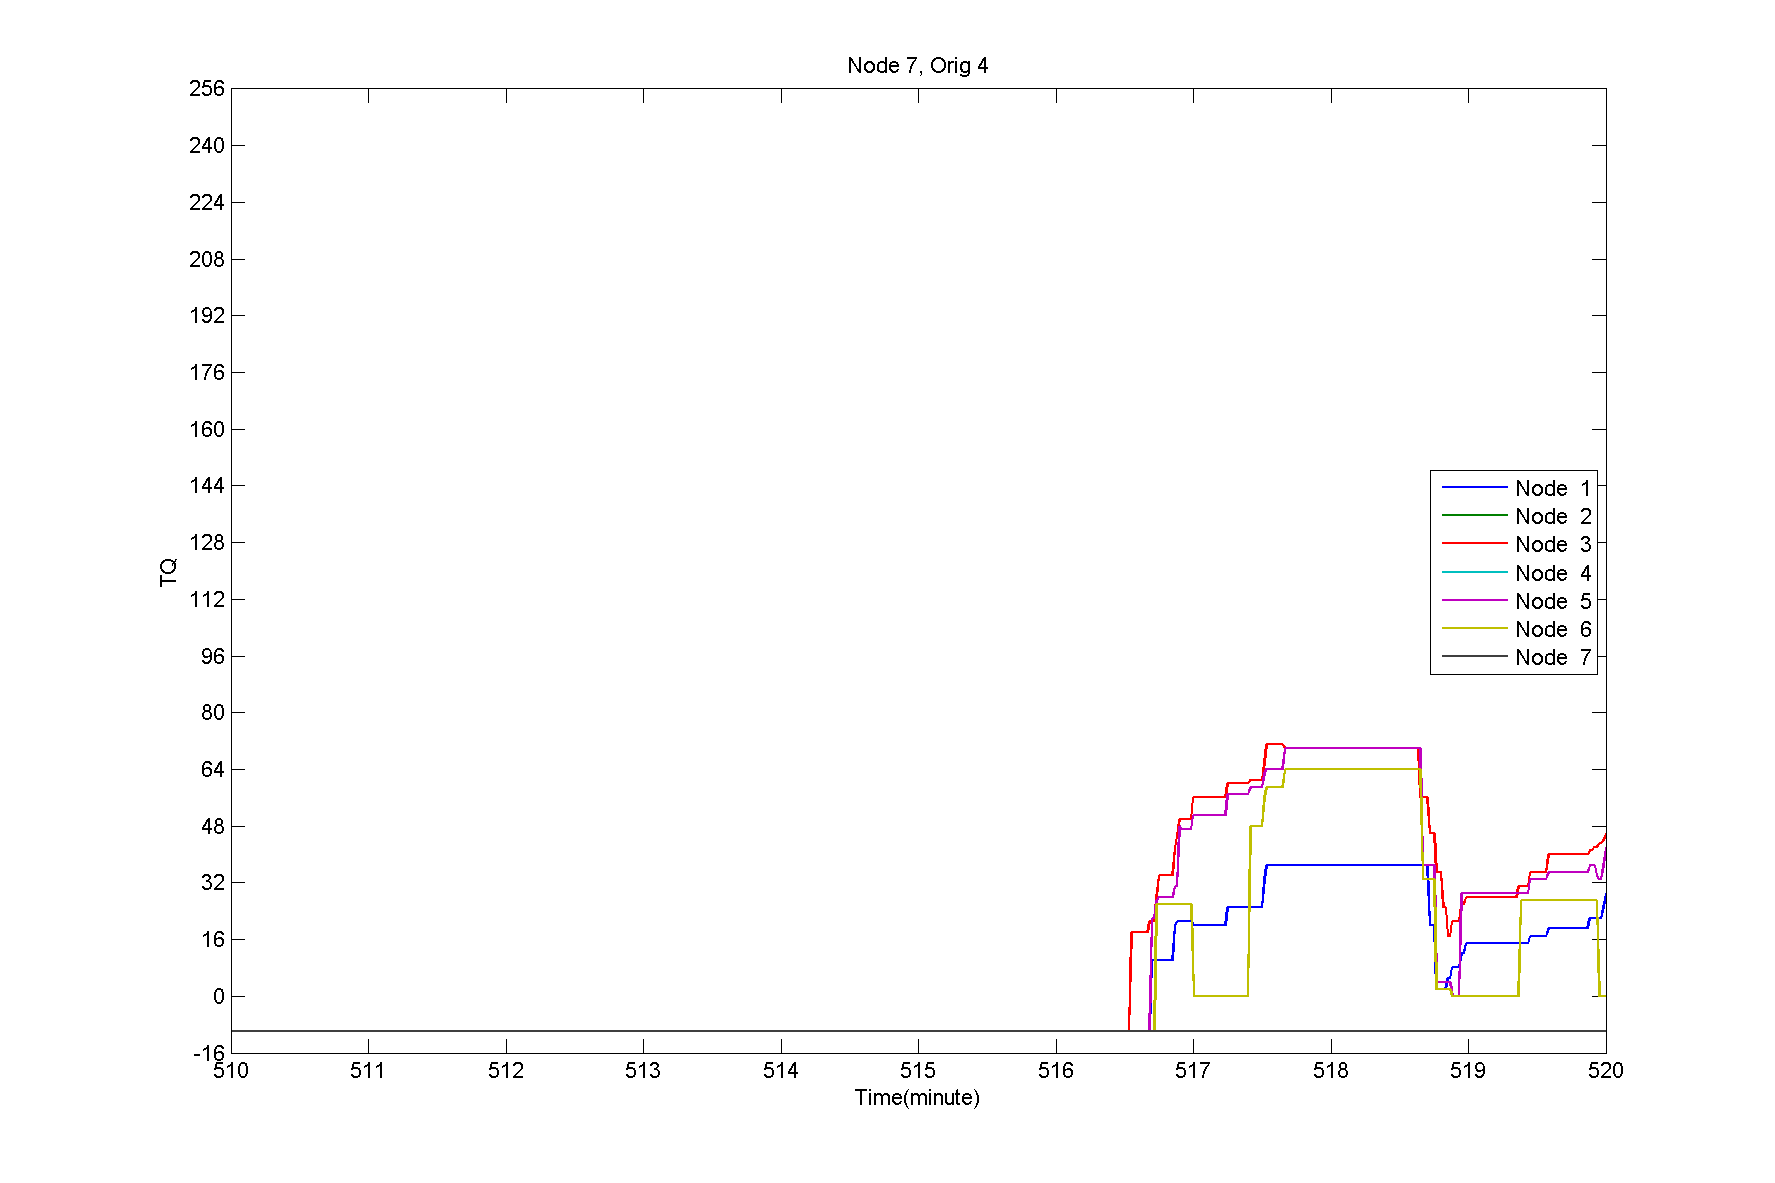 Node 7, Orig 4
256
240
224
208
192
176
160
144
128
112
96
80
64
48
32
16
0
-16
TQ
Node 1
Node 2
Node 3
Node 4
Node 5
Node 6
Node 7
510 511 512 513 514 515 516 517 518 519 520
Time(minute)